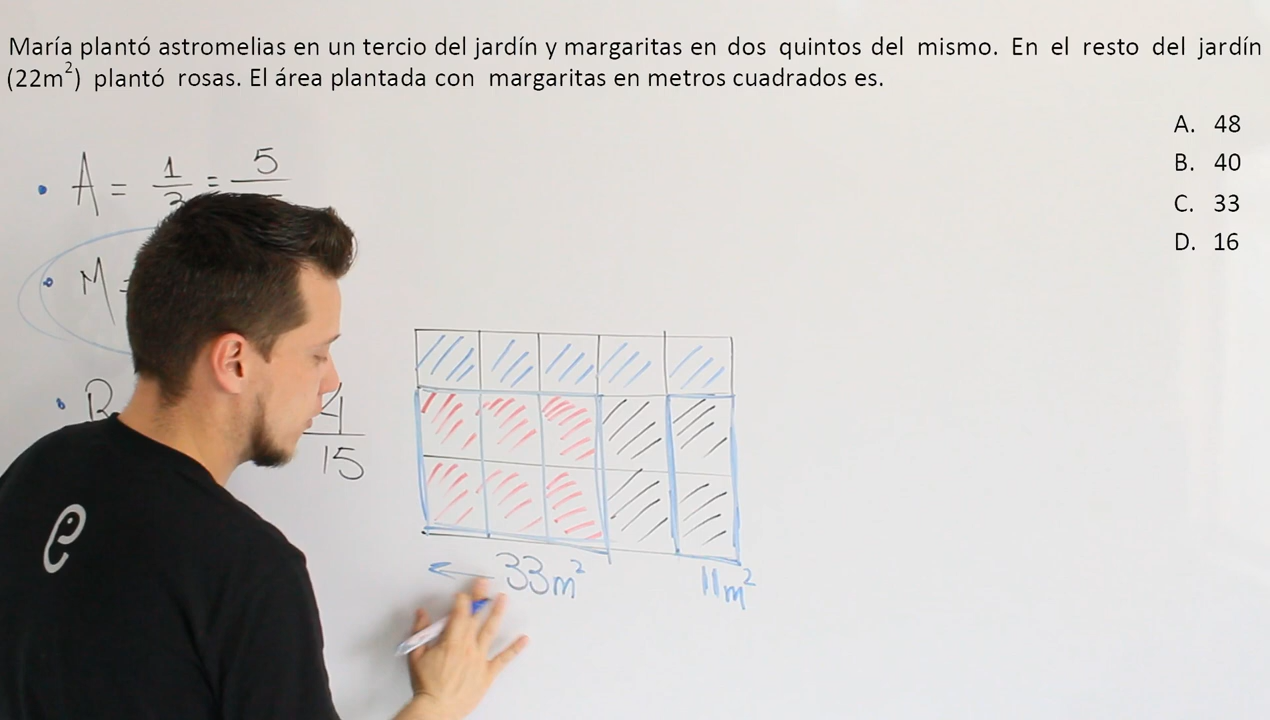 María plantó astromelias en un tercio del jardín y margaritas en dos quintos del mismo. En el resto del jardín
(22m²) plantó rosas. El área plantada con margaritas en metros cuadrados es.
A. 48
B. 40
C. 33
D. 16
• A = 1/3 = 5
• M =
• R 4/15
33m²
11m²
e